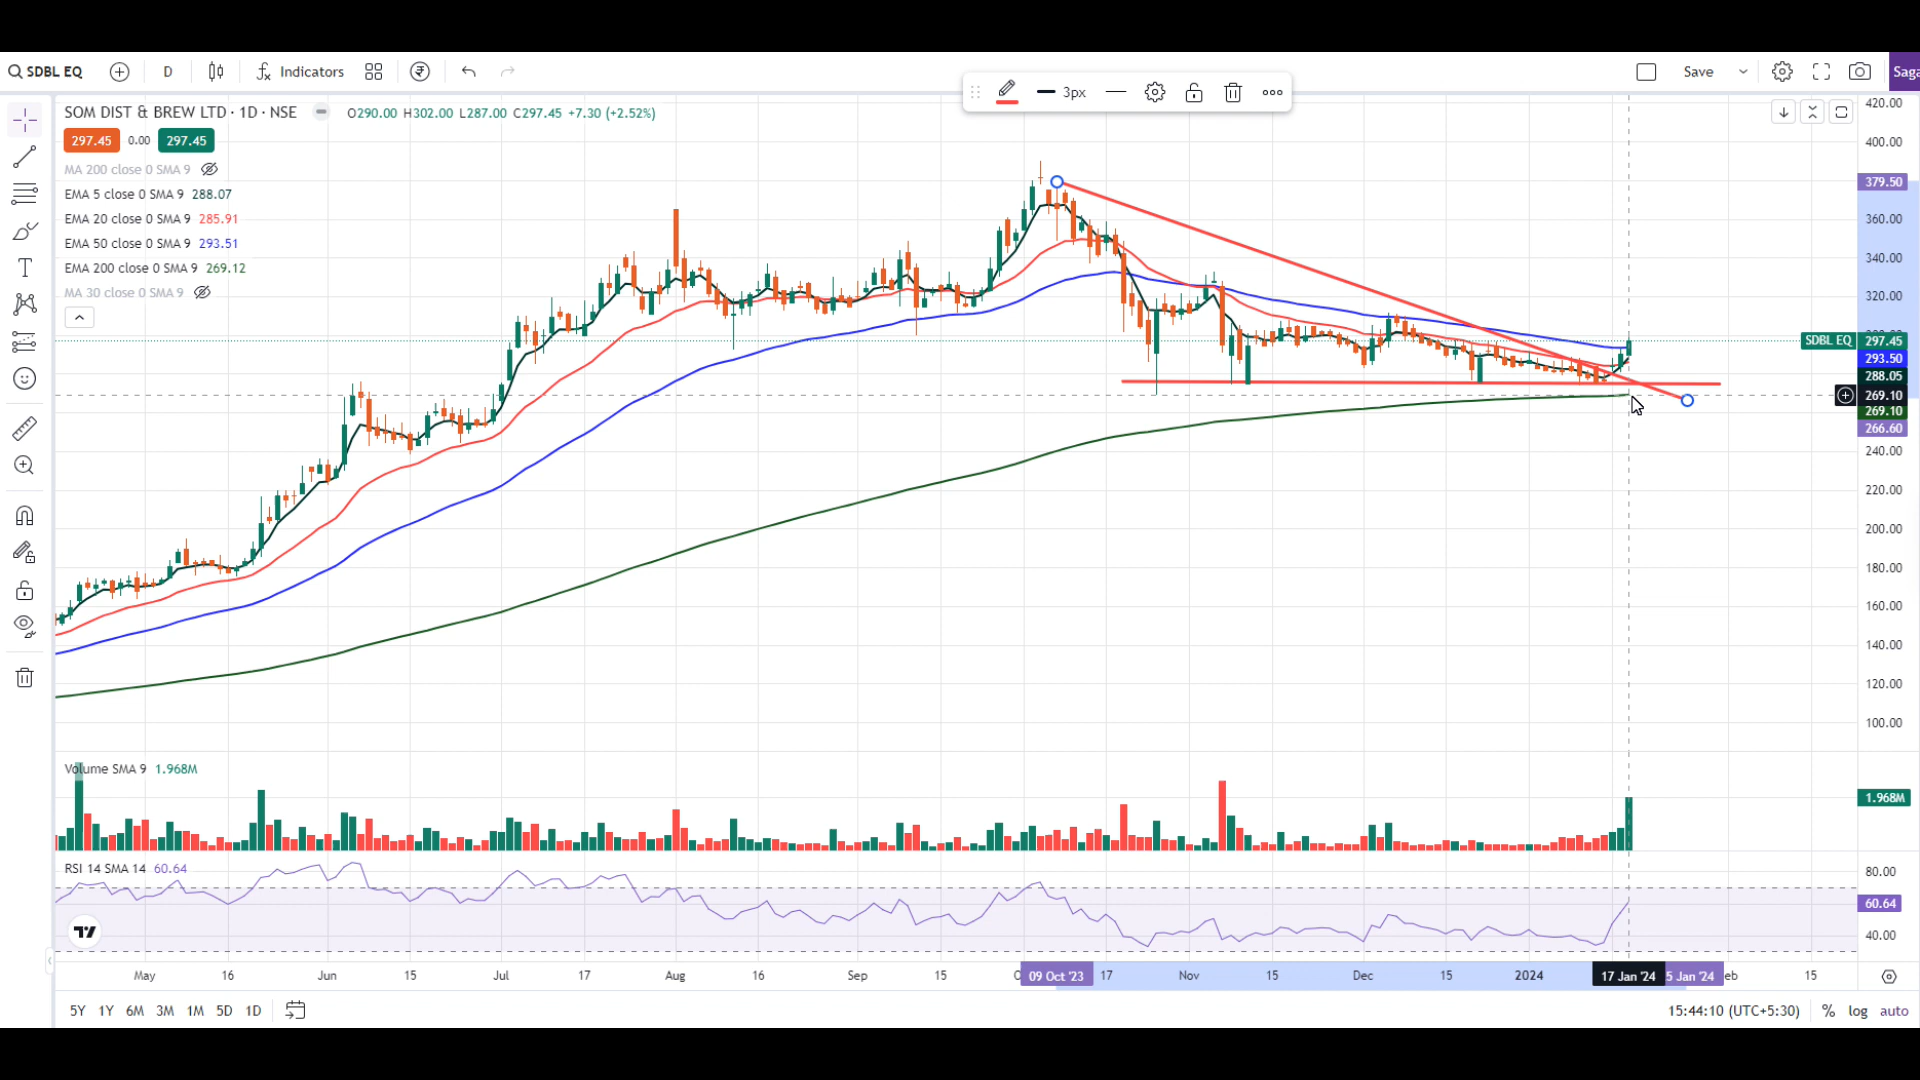 SDBL EQ
D
Indicators
Save
Saga
3px
SOM DIST & BREW LTD · 1D · NSE
O290.00 H302.00 L287.00 C297.45 +7.30 (+2.52%)
297.45 0.00 297.45
MA 200 close 0 SMA 9
EMA 5 close 0 SMA 9 288.07
EMA 20 close 0 SMA 9 285.91
EMA 50 close 0 SMA 9 293.51
EMA 200 close 0 SMA 9 269.12
MA 30 close 0 SMA 9
420.00
400.00
379.50
360.00
340.00
320.00
SDBL EQ 297.45
293.50
288.05
269.10
269.10
266.60
240.00
220.00
200.00
180.00
160.00
140.00
120.00
100.00
Volume SMA 9 1.968M
1.968M
RSI 14 SMA 14 60.64
80.00
60.64
40.00
May 16 Jun 15 Jul 17 Aug 16 Sep 15 09 Oct '23 17 Nov 15 Dec 15 2024 17 Jan '24 5 Jan '24 eb 15
5Y 1Y 6M 3M 1M 5D 1D
15:44:10 (UTC+5:30) % log auto